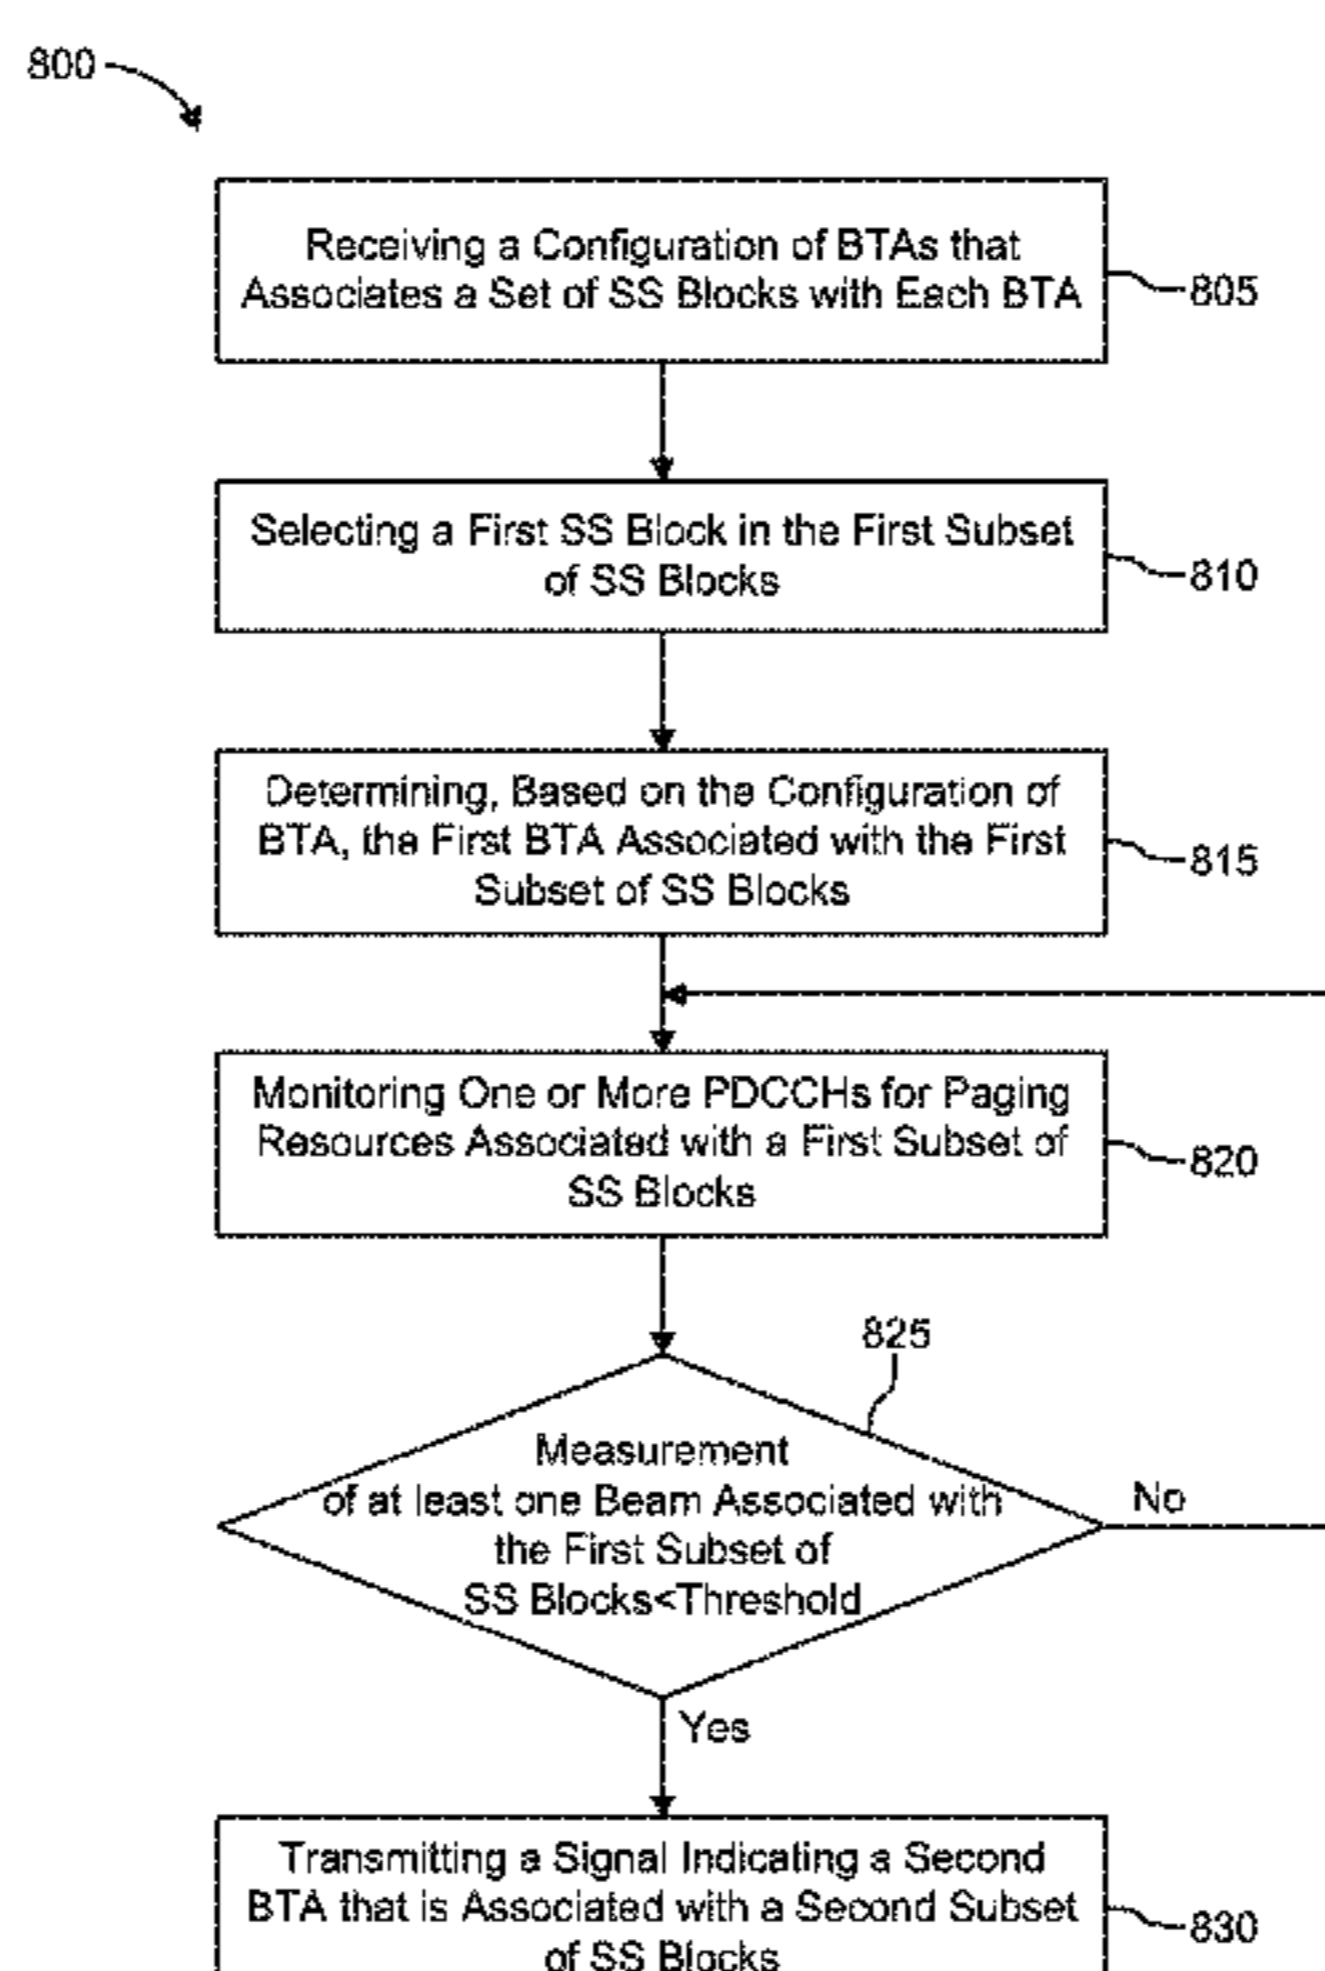 800
Receiving a Configuration of BTAs that
Associates a Set of SS Blocks with Each BTA
805
Selecting a First SS Block in the First Subset
of SS Blocks
810
Determining, Based on the Configuration of
BTA, the First BTA Associated with the First
Subset of SS Blocks
815
Monitoring One or More PDCCHs for Paging
Resources Associated with a First Subset of
SS Blocks
820
825
Measurement
of at least one Beam Associated with
the First Subset of
SS Blocks<Threshold
No
Yes
Transmitting a Signal Indicating a Second
BTA that is Associated with a Second Subset
of SS Blocks
830